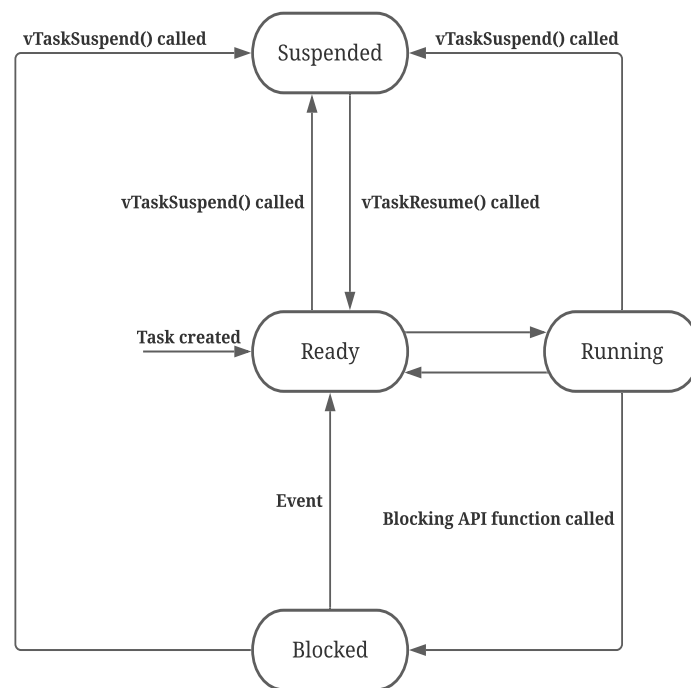 vTaskSuspend() called
vTaskSuspend() called
Suspended
vTaskSuspend() called
vTaskResume() called
Task created
Ready
Running
Event
Blocking API function called
Blocked